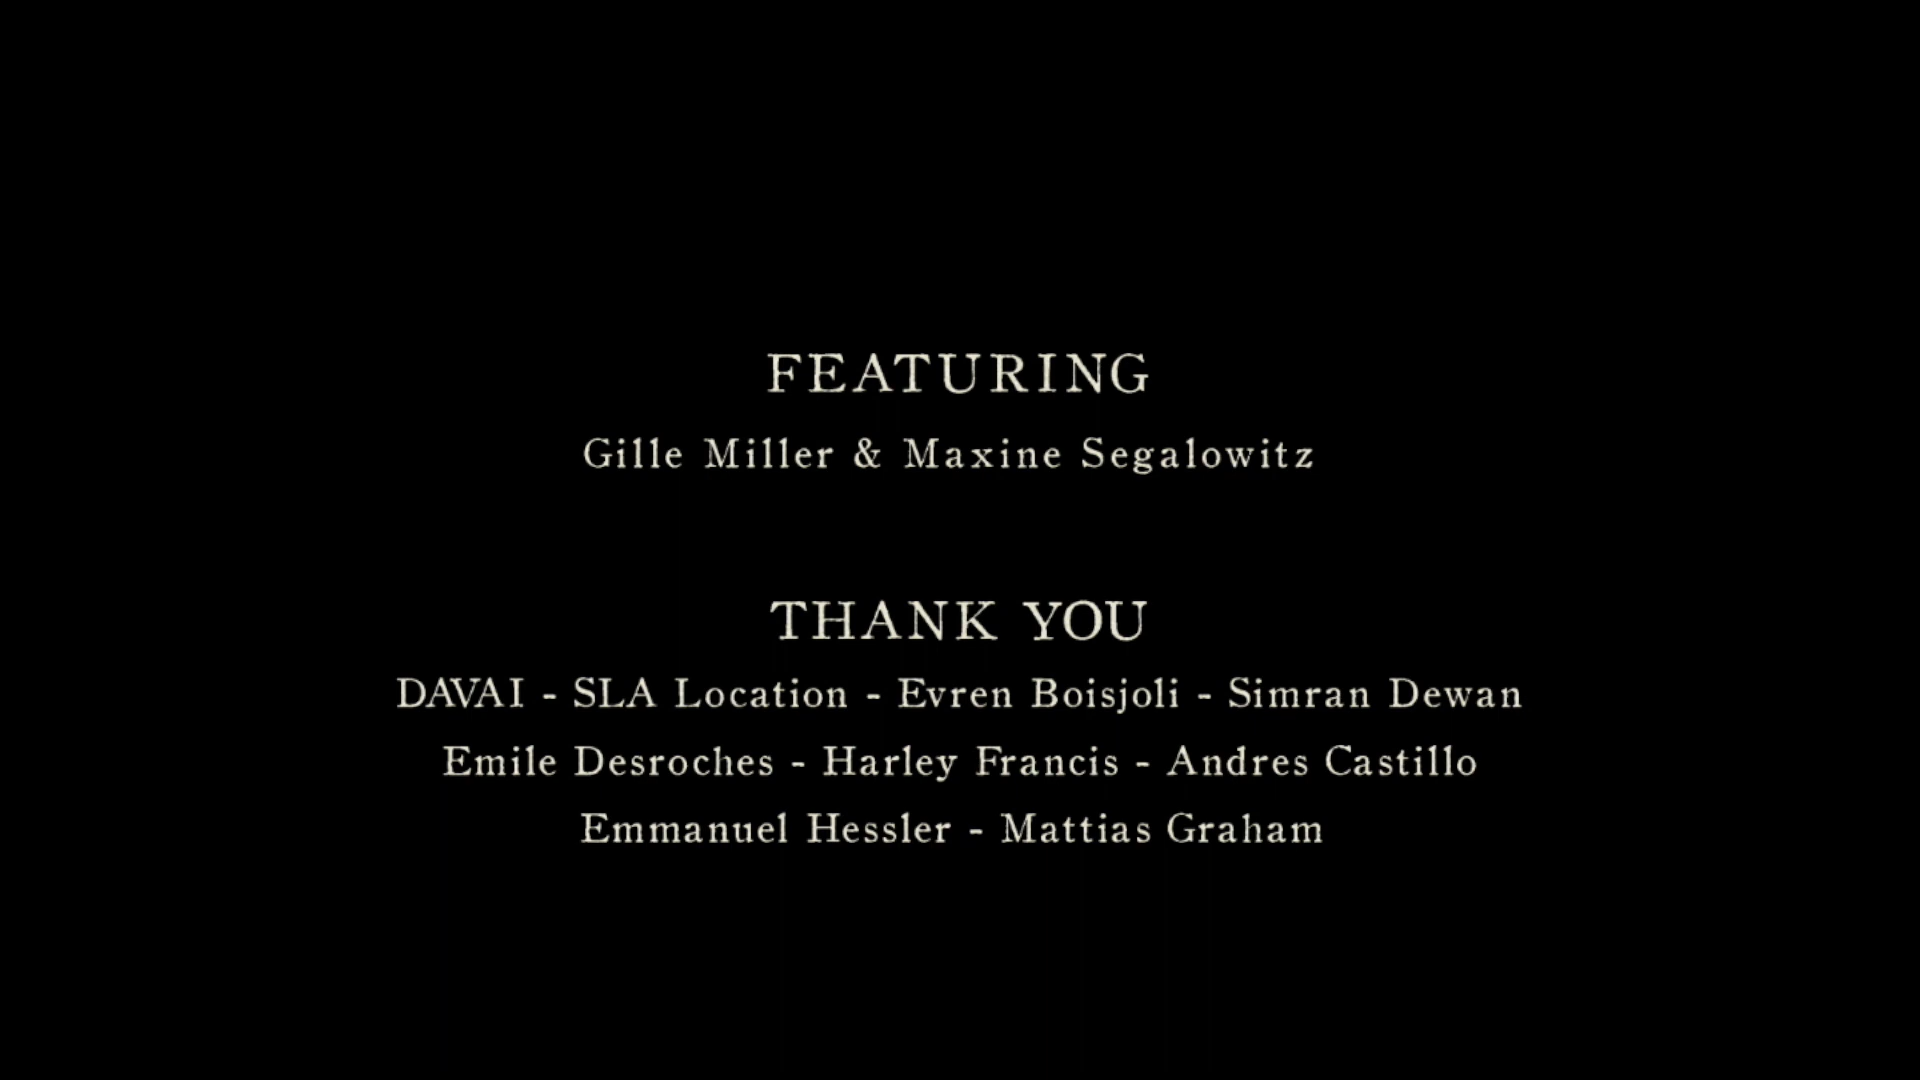 FEATURING
Gille Miller & Maxine Segalowitz
THANK YOU
DAVAI - SLA Location - Evren Boisjoli - Simran Dewan
Emile Desroches - Harley Francis - Andres Castillo
Emmanuel Hessler - Mattias Graham